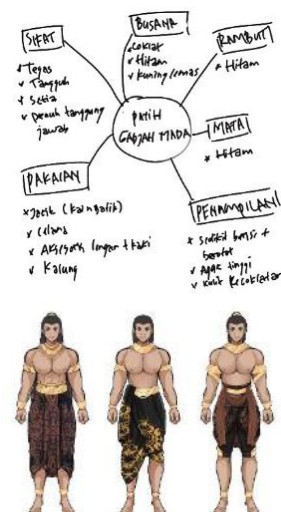 SIFAT
Tegas
Tangguh
Setia
penuh tanggung
jawab
BUSANA
Coklat
Hitam
kuning/emas
RAMBUT
Hitam
PATIH
GADJAH MADA
MATA
Hitam
PAKAIAN
Jarik (kain batik)
Celana
Aksesoris lengan + kaki
Kalung
PENAMPILAN
sedikit berisi +
berotot
Agak tinggi
kulit kecoklatan